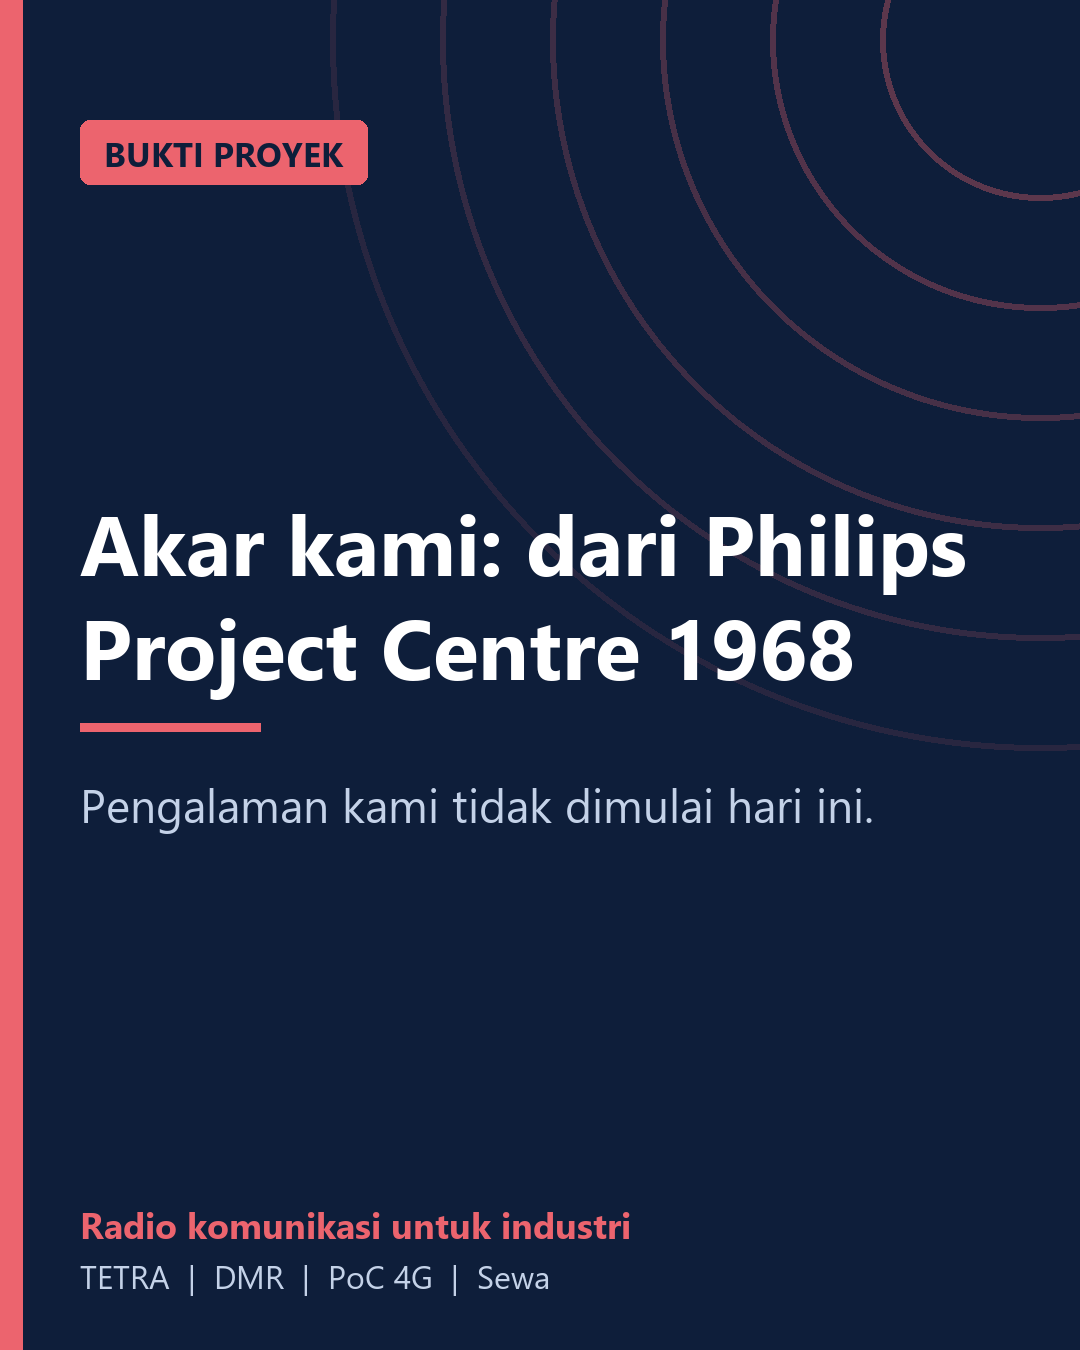 BUKTI PROYEK
Akar kami: dari Philips
Project Centre 1968
Pengalaman kami tidak dimulai hari ini.
Radio komunikasi untuk industri
TETRA | DMR | PoC 4G | Sewa